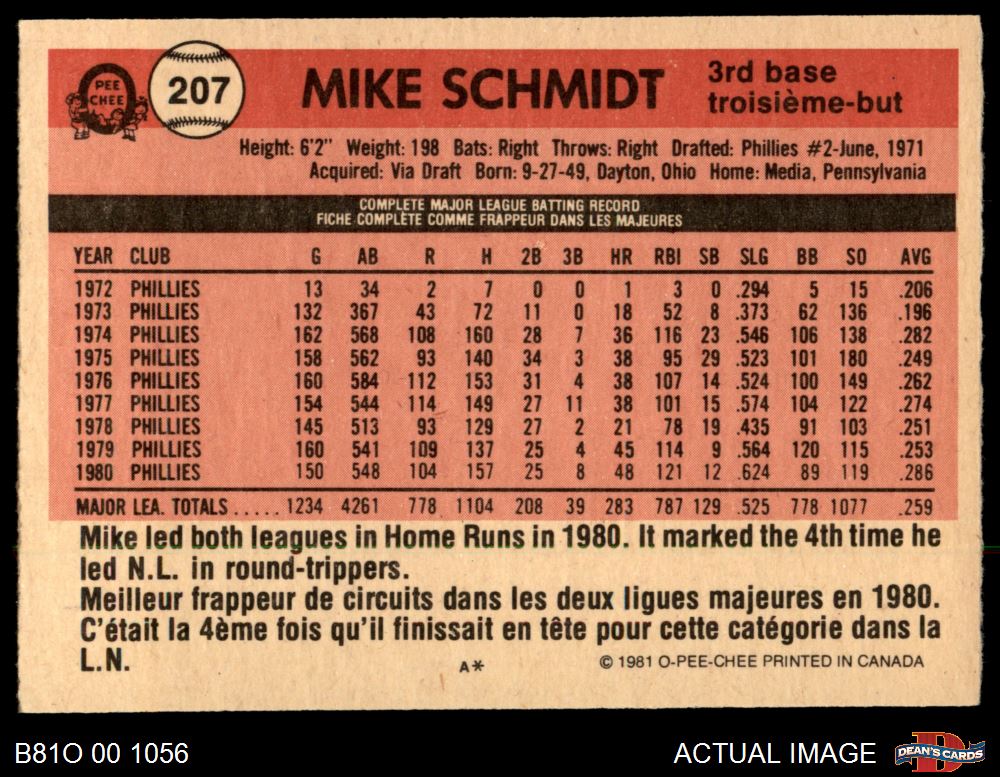 PEE
CHEE
207
MIKE SCHMIDT
3rd base
troisième-but
Height: 6'2" Weight: 198 Bats: Right Throws: Right Drafted: Phillies #2-June, 1971
Acquired: Via Draft Born: 9-27-49, Dayton, Ohio Home: Media, Pennsylvania
COMPLETE MAJOR LEAGUE BATTING RECORD
FICHE COMPLÈTE COMME FRAPPEUR DANS LES MAJEURES
YEAR CLUB G AB R H 2B 3B HR RBI SB SLG BB SO AVG
1972 PHILLIES 13 34 2 7 0 0 1 3 0 .294 5 15 .206
1973 PHILLIES 132 367 43 72 11 0 18 52 8 .373 62 136 .196
1974 PHILLIES 162 568 108 160 28 7 36 116 23 .546 106 138 .282
1975 PHILLIES 158 562 93 140 34 3 38 95 29 .523 101 180 .249
1976 PHILLIES 160 584 112 153 31 4 38 107 14 .524 100 149 .262
1977 PHILLIES 154 544 114 149 27 11 38 101 15 .574 104 122 .274
1978 PHILLIES 145 513 93 129 27 2 21 78 19 .435 91 103 .251
1979 PHILLIES 160 541 109 137 25 4 45 114 9 .564 120 115 .253
1980 PHILLIES 150 548 104 157 25 8 48 121 12 .624 89 119 .286
MAJOR LEA. TOTALS ..... 1234 4261 778 1104 208 39 283 787 129 .525 778 1077 .259
Mike led both leagues in Home Runs in 1980. It marked the 4th time he
led N.L. in round-trippers.
Meilleur frappeur de circuits dans les deux ligues majeures en 1980.
C'était la 4ème fois qu'il finissait en tête pour cette catégorie dans la
L.N.
A* © 1981 O-PEE-CHEE PRINTED IN CANADA
B81O 00 1056
ACTUAL IMAGE
DEAN'S CARDS